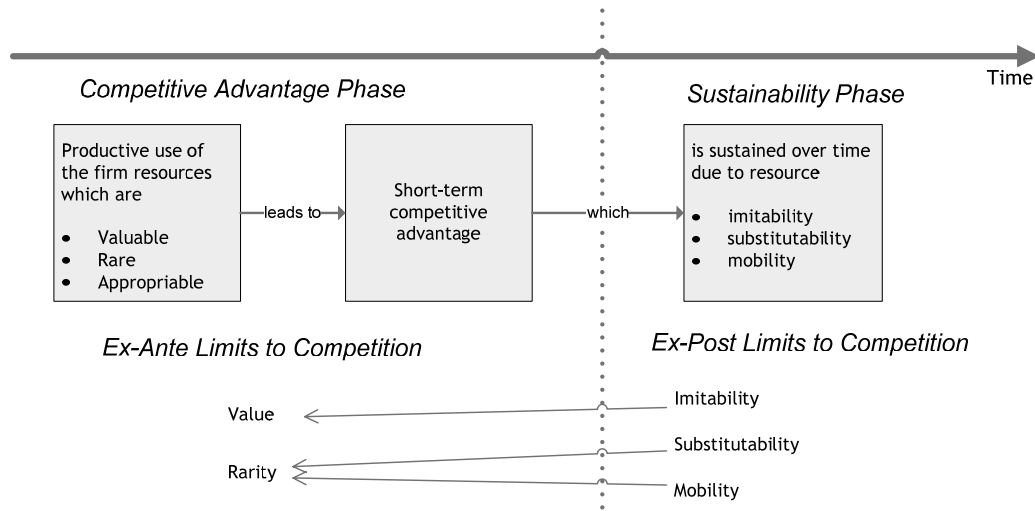 Time
Competitive Advantage Phase
Sustainability Phase
Productive use of
the firm resources
which are
• Valuable
• Rare
• Appropriable
leads to
Short-term
competitive
advantage
which
is sustained over time
due to resource
• imitability
• substitutability
• mobility
Ex-Ante Limits to Competition
Ex-Post Limits to Competition
Value
Rarity
Imitability
Substitutability
Mobility